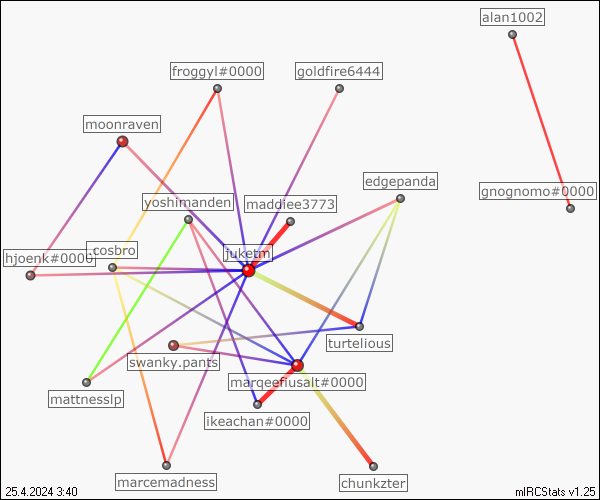 alan1002
froggyl#0000
goldfire6444
moonraven
edgepanda
gnognomo#0000
yoshimanden
maddiee3773
.cosbro
juketm
hjoenk#0000
turtelious
swanky.pants
marqeefiusalt#0000
mattnesslp
ikeachan#0000
marcemadness
chunkzter
25.4.2024 3:40
mIRCStats v1.25